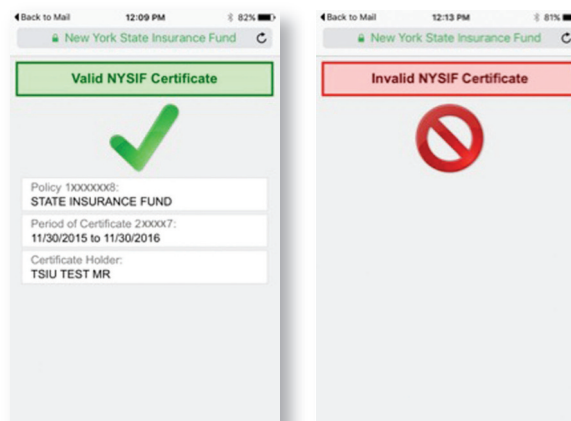 Back to Mail 12:09 PM 82%
New York State Insurance Fund
Valid NYSIF Certificate
Policy 1XXXXXX8:
STATE INSURANCE FUND
Period of Certificate 2XXXX7:
11/30/2015 to 11/30/2016
Certificate Holder:
TSIU TEST MR
Back to Mail 12:13 PM 81%
New York State Insurance Fund
Invalid NYSIF Certificate